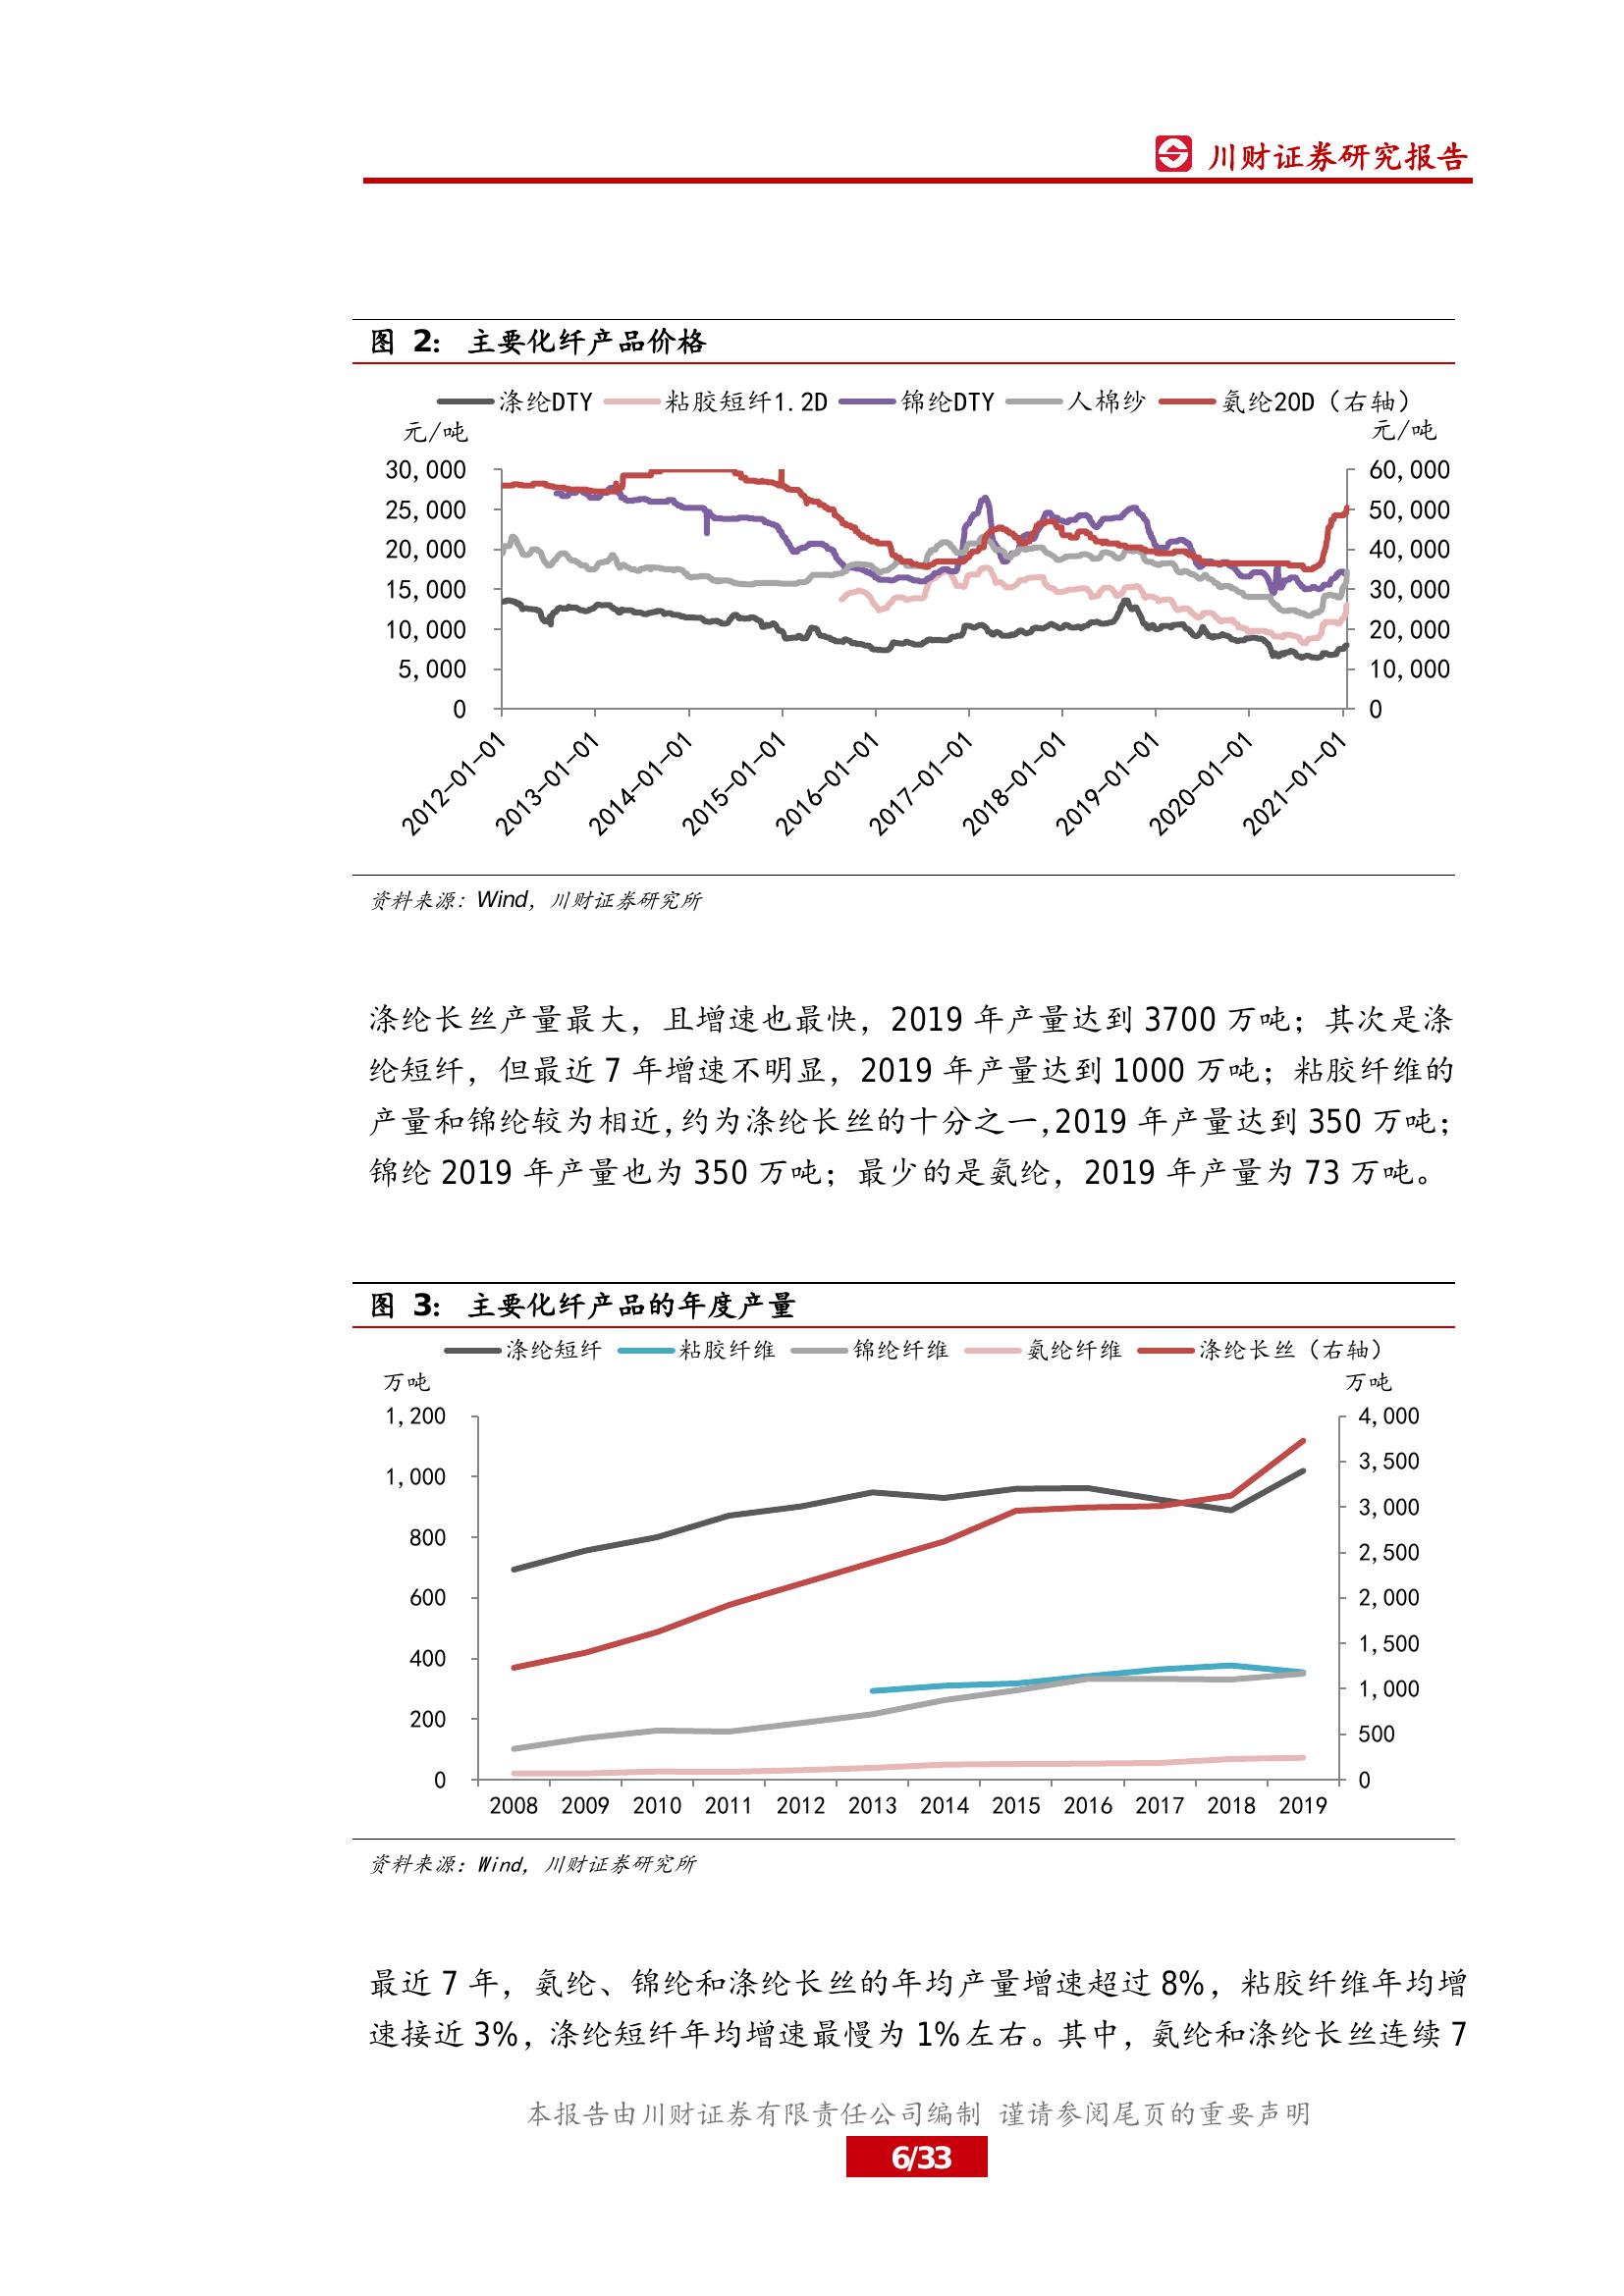 川财证券研究报告
图 2： 主要化纤产品价格
涤纶DTY 粘胶短纤1.2D 锦纶DTY 人棉纱 氨纶20D（右轴）
元/吨 元/吨
30,000 60,000
25,000 50,000
20,000 40,000
15,000 30,000
10,000 20,000
5,000 10,000
0 0
2012-01-01 2013-01-01 2014-01-01 2015-01-01 2016-01-01 2017-01-01 2018-01-01 2019-01-01 2020-01-01 2021-01-01
资料来源：Wind，川财证券研究所
涤纶长丝产量最大，且增速也最快，2019 年产量达到 3700 万吨；其次是涤
纶短纤，但最近 7 年增速不明显，2019 年产量达到 1000 万吨；粘胶纤维的
产量和锦纶较为相近，约为涤纶长丝的十分之一，2019 年产量达到 350 万吨；
锦纶 2019 年产量也为 350 万吨；最少的是氨纶，2019 年产量为 73 万吨。
图 3： 主要化纤产品的年度产量
涤纶短纤 粘胶纤维 锦纶纤维 氨纶纤维 涤纶长丝（右轴）
万吨 万吨
1,200 4,000
3,500
1,000
3,000
800
2,500
600 2,000
1,500
400
1,000
200
500
0 0
2008 2009 2010 2011 2012 2013 2014 2015 2016 2017 2018 2019
资料来源：Wind，川财证券研究所
最近 7 年，氨纶、锦纶和涤纶长丝的年均产量增速超过 8%，粘胶纤维年均增
速接近 3%，涤纶短纤年均增速最慢为 1%左右。其中，氨纶和涤纶长丝连续 7
本报告由川财证券有限责任公司编制 谨请参阅尾页的重要声明
6/33